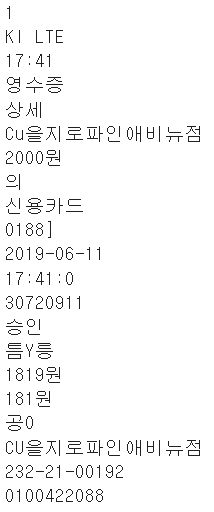 1
KI LTE
17:41
영수증
상세
Cu을지로파인애비뉴점
2000원
의
신용카드
0188]
2019-06-11
17:41:0
30720911
승인
틈Y릉
1819원
181원
공0
CU을지로파인애비뉴점
232-21-00192
0100422088